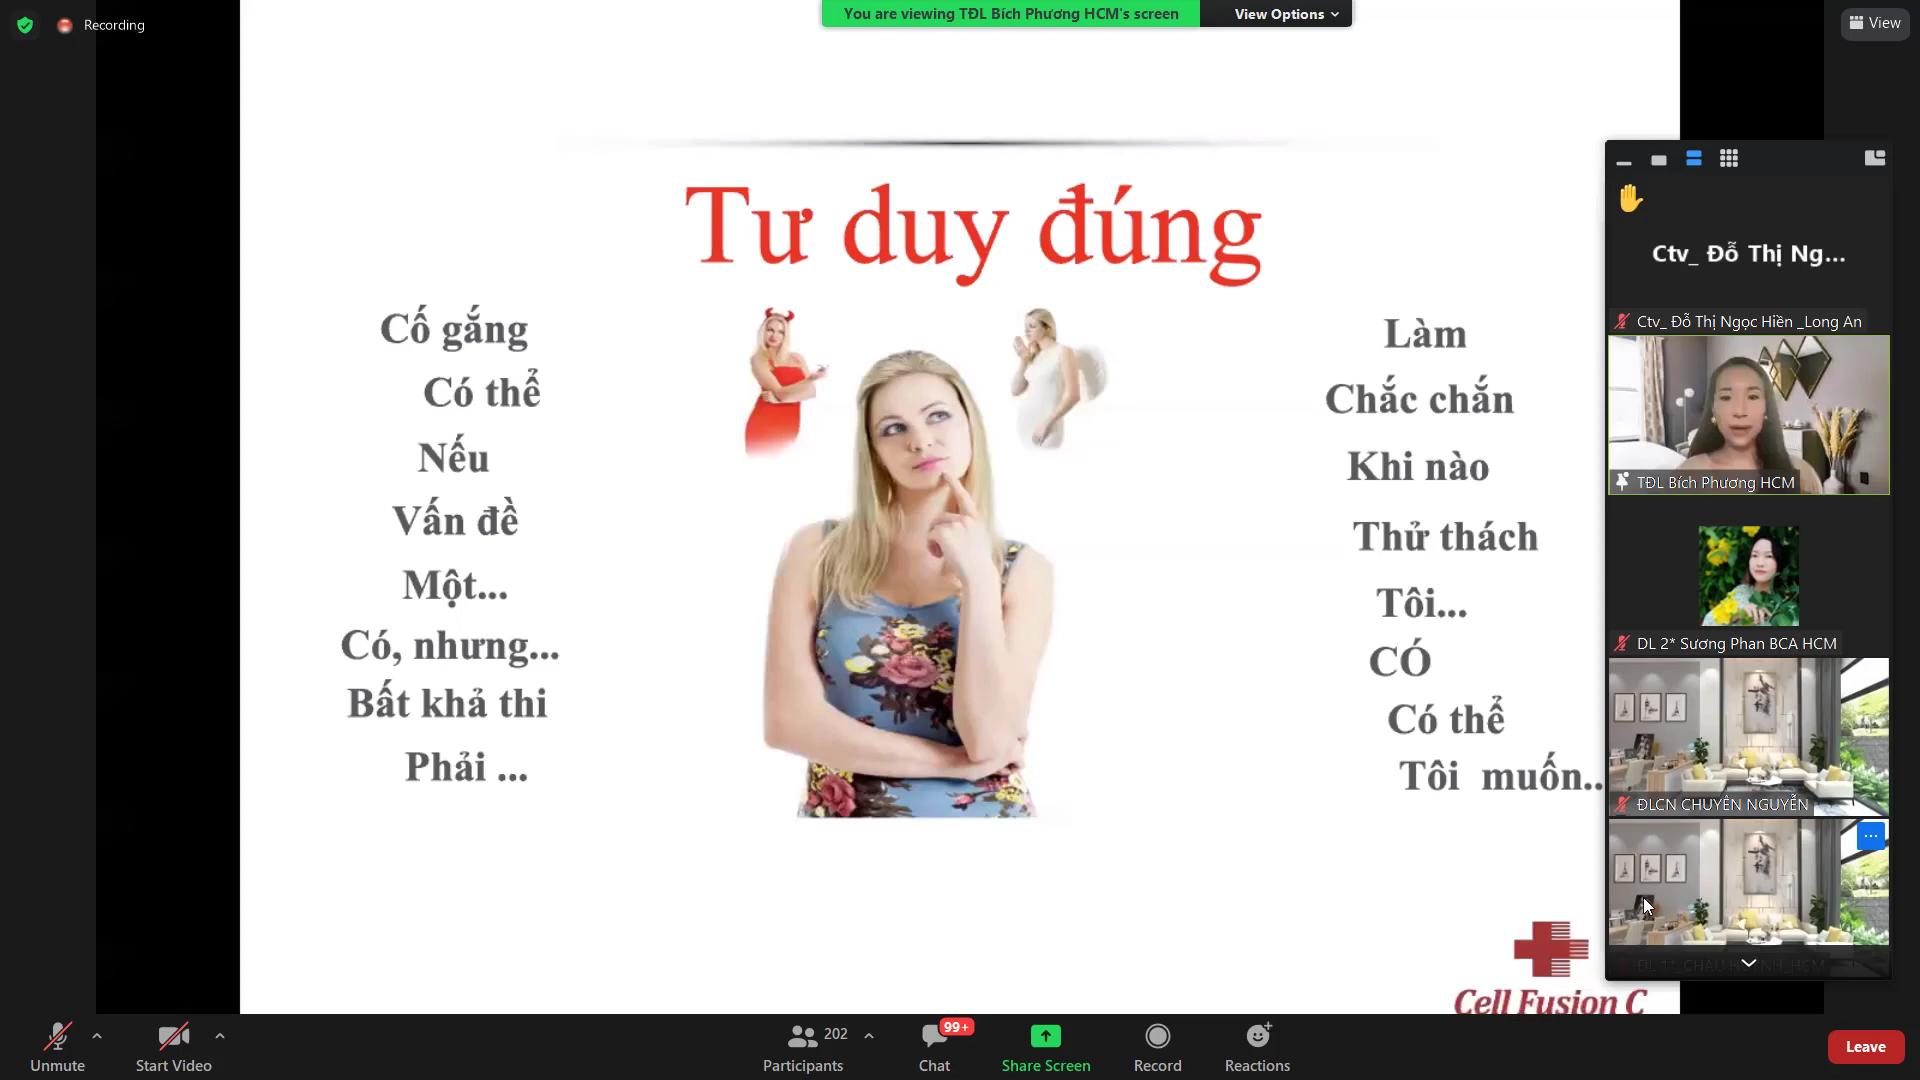 Recording
You are viewing TĐL Bích Phương HCM's screen
View Options
View
Tư duy đúng
Cố gắng
Có thể
Nếu
Vấn đề
Một...
Có, nhưng...
Bất khả thi
Phải ...
Làm
Chắc chắn
Khi nào
Thử thách
Tôi...
CÓ
Có thể
Tôi muốn..
Cell Fusion C
Ctv_ Đỗ Thị Ng...
Ctv_ Đỗ Thị Ngọc Hiền _Long An
TĐL Bích Phương HCM
DL 2* Sương Phan BCA HCM
ĐLCN CHUYÊN NGUYỄN
Unmute
Start Video
202
Participants
99+
Chat
Share Screen
Record
Reactions
Leave